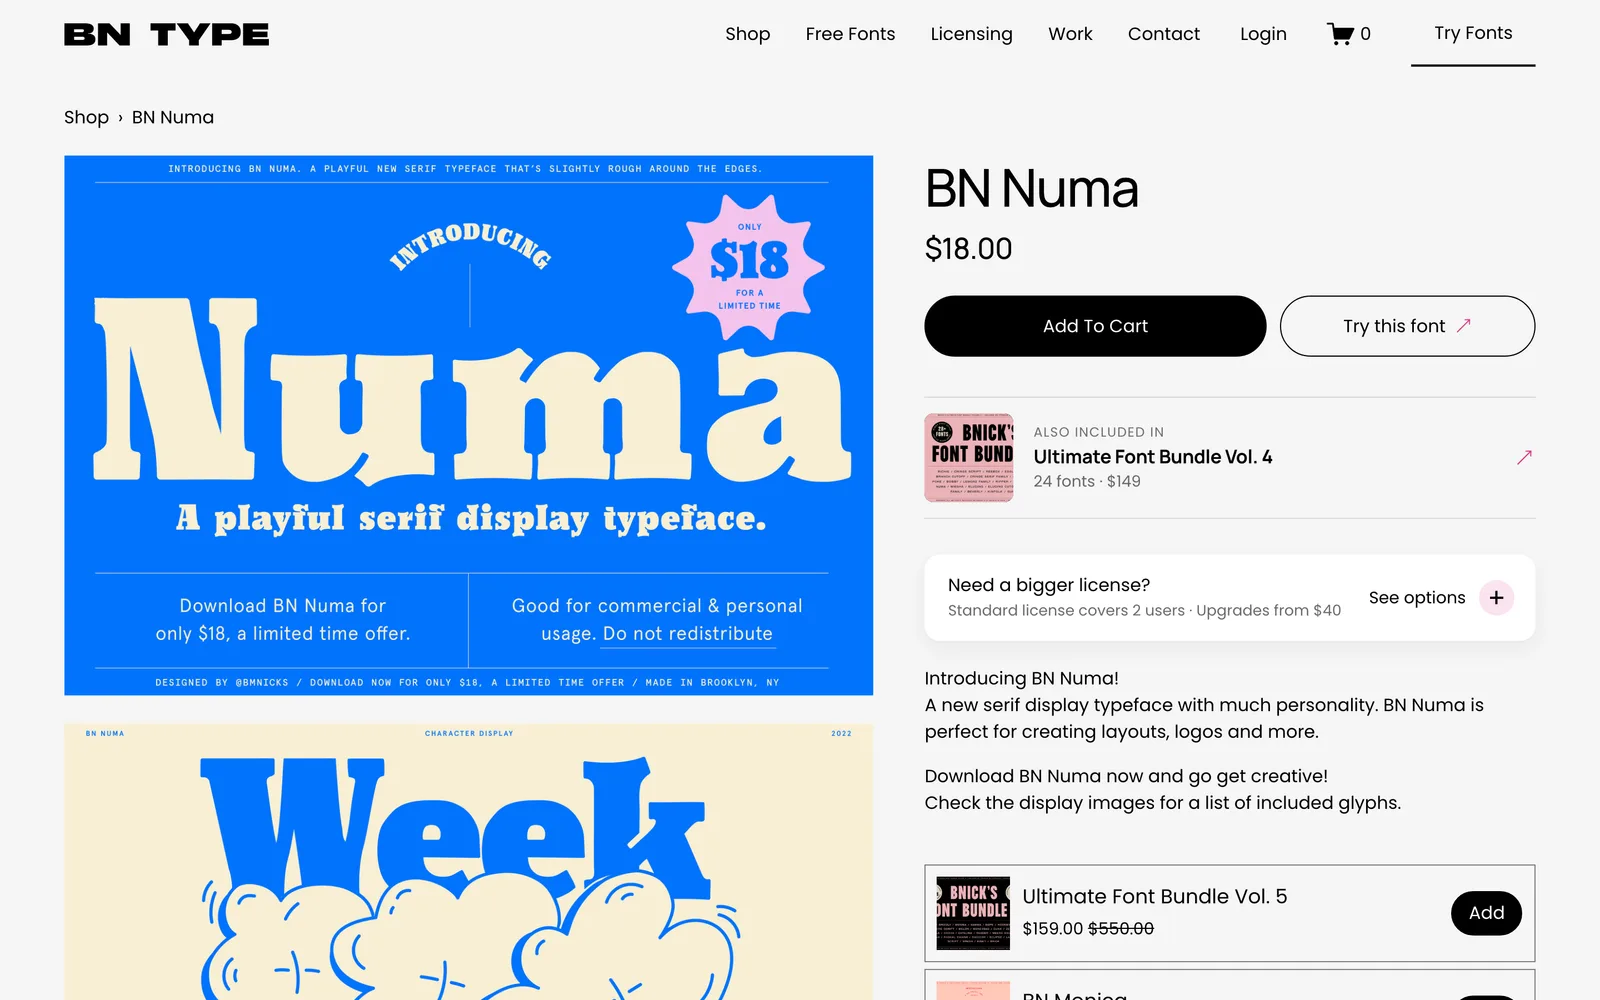 BN TYPE
Shop
Free Fonts
Licensing
Work
Contact
Login
0
Try Fonts
Shop › BN Numa
INTRODUCING BN NUMA. A PLAYFUL NEW SERIF TYPEFACE THAT'S SLIGHTLY ROUGH AROUND THE EDGES.
INTRODUCING
ONLY
$18
FOR A
LIMITED TIME
Numa
A playful serif display typeface.
Download BN Numa for
only $18, a limited time offer.
Good for commercial & personal
usage. Do not redistribute
DESIGNED BY @BMNICKS / DOWNLOAD NOW FOR ONLY $18, A LIMITED TIME OFFER / MADE IN BROOKLYN, NY
BN NUMA
CHARACTER DISPLAY
2022
Week
BN Numa
$18.00
Add To Cart
Try this font
BNICK'S
FONT BUND
ALSO INCLUDED IN
Ultimate Font Bundle Vol. 4
24 fonts · $149
Need a bigger license?
Standard license covers 2 users · Upgrades from $40
See options
Introducing BN Numa!
A new serif display typeface with much personality. BN Numa is
perfect for creating layouts, logos and more.
Download BN Numa now and go get creative!
Check the display images for a list of included glyphs.
BNICK'S
ONT BUNDLE
Ultimate Font Bundle Vol. 5
$159.00 $550.00
Add